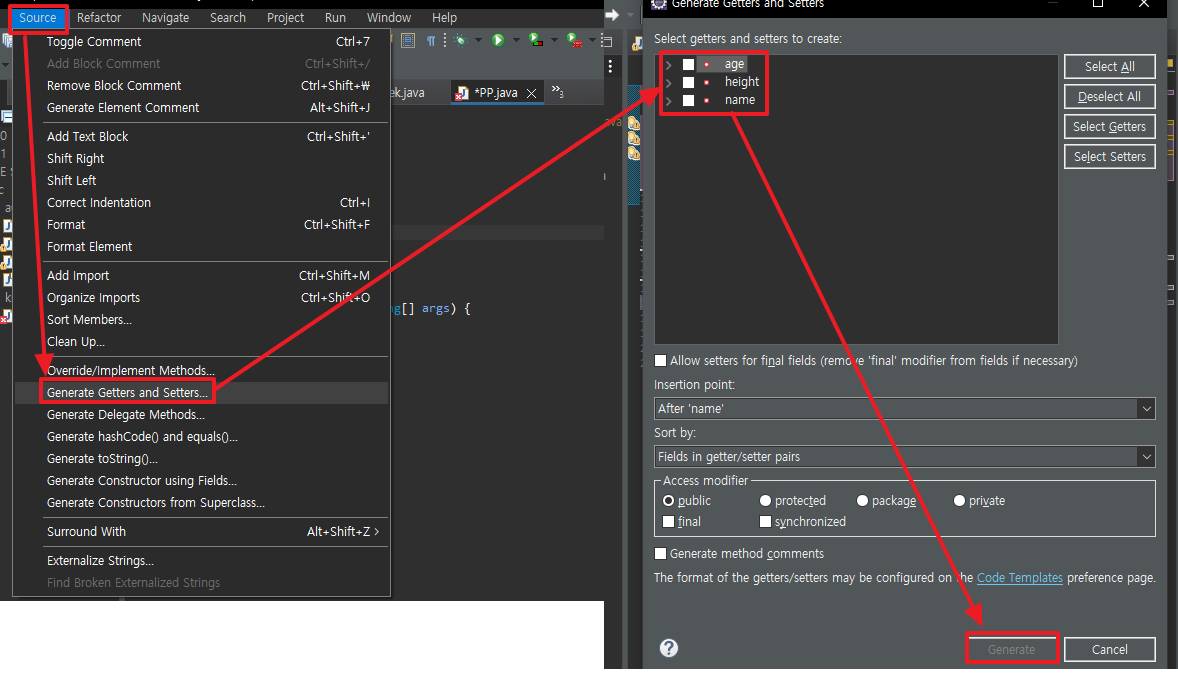 Source Refactor Navigate Search Project Run Window Help
Toggle Comment Ctrl+7
Add Block Comment Ctrl+Shift+/
Remove Block Comment Ctrl+Shift+₩
Generate Element Comment Alt+Shift+J
Add Text Block Ctrl+Shift+'
Shift Right
Shift Left
Correct Indentation Ctrl+I
Format Ctrl+Shift+F
Format Element
Add Import Ctrl+Shift+M
Organize Imports Ctrl+Shift+O
Sort Members...
Clean Up...
Override/Implement Methods...
Generate Getters and Setters...
Generate Delegate Methods...
Generate hashCode() and equals()...
Generate toString()...
Generate Constructor using Fields...
Generate Constructors from Superclass...
Surround With Alt+Shift+Z >
Externalize Strings...
Find Broken Externalized Strings
ek.java *PP.java
3
ng[] args) {
Generate Getters and Setters
Select getters and setters to create:
age
height
name
Select All
Deselect All
Select Getters
Select Setters
Allow setters for final fields (remove 'final' modifier from fields if necessary)
Insertion point:
After 'name'
Sort by:
Fields in getter/setter pairs
Access modifier
public protected package private
final synchronized
Generate method comments
The format of the getters/setters may be configured on the Code Templates preference page.
?
Generate Cancel